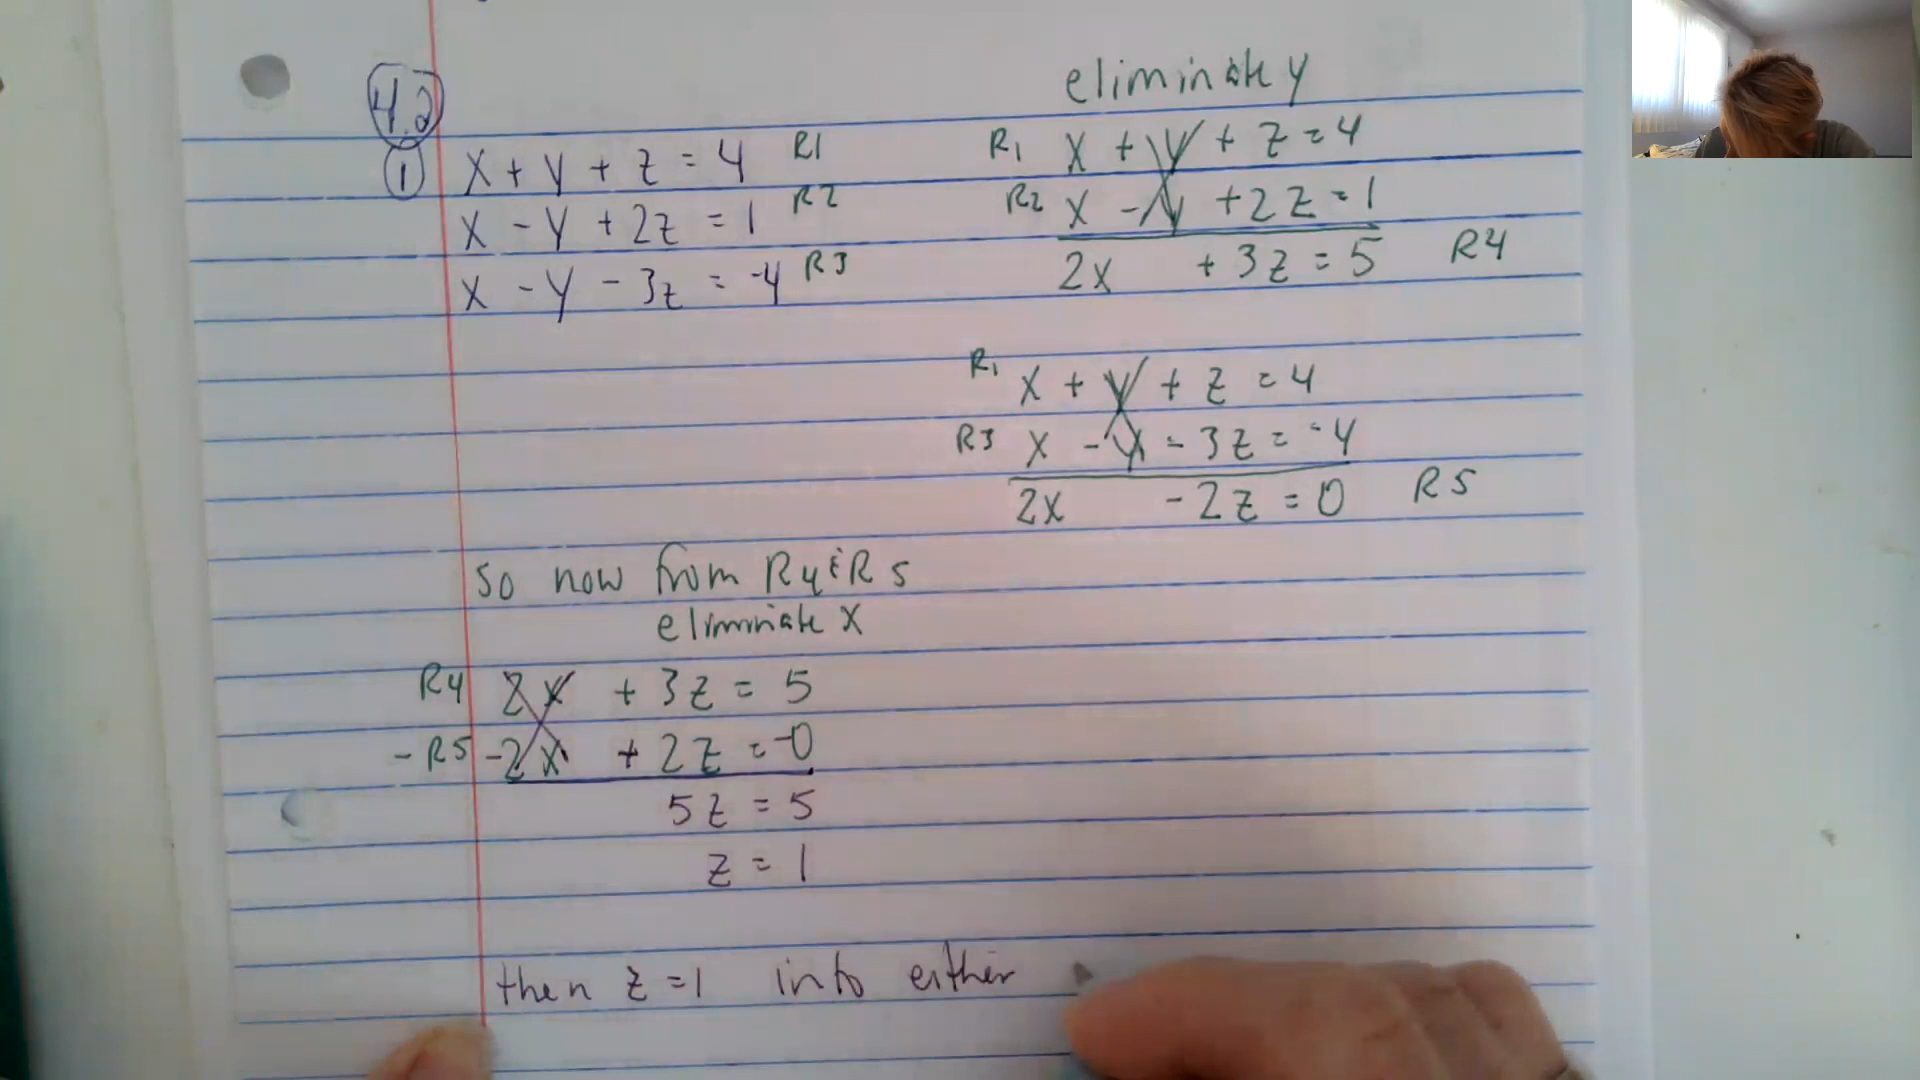 4.2
① x + y + z = 4 R1
x - y + 2z = 1 R2
x - y - 3z = -4 R3
eliminate y
R1 x + y + z = 4
R2 x - y + 2z = 1
2x + 3z = 5 R4
R1 x + y + z = 4
R3 x - y - 3z = -4
2x - 2z = 0 R5
So now from R4 & R5
eliminate x
R4 2x + 3z = 5
-R5 -2x + 2z = -0
5z = 5
z = 1
then z = 1 into either